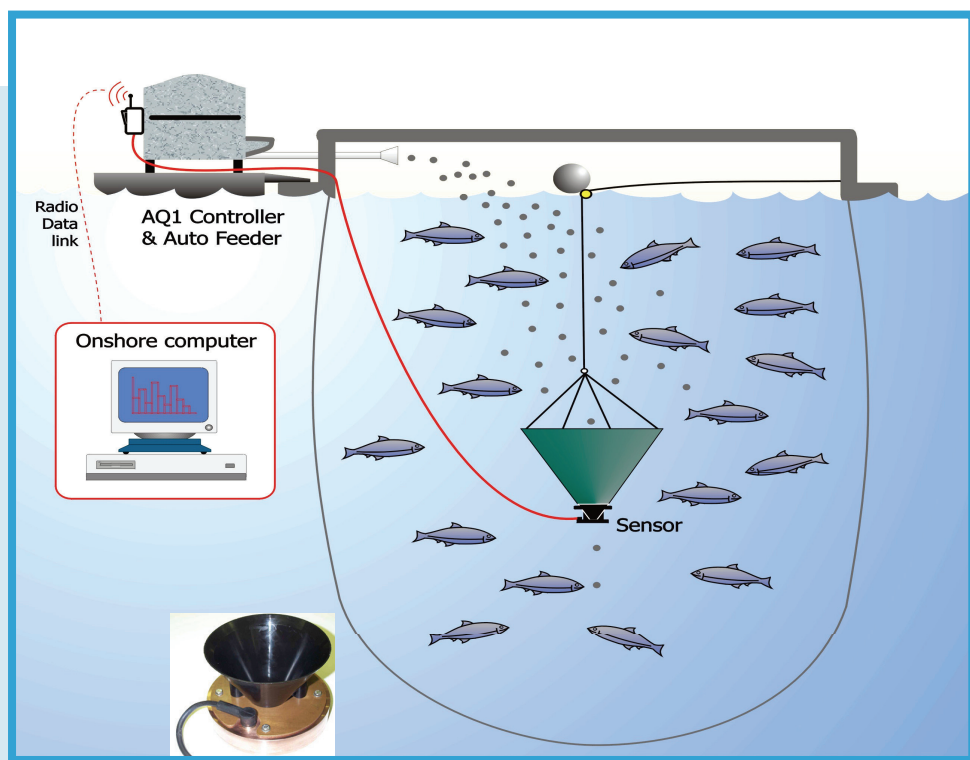 AQ1 Controller
& Auto Feeder
Radio
Data
link
Onshore computer
Sensor